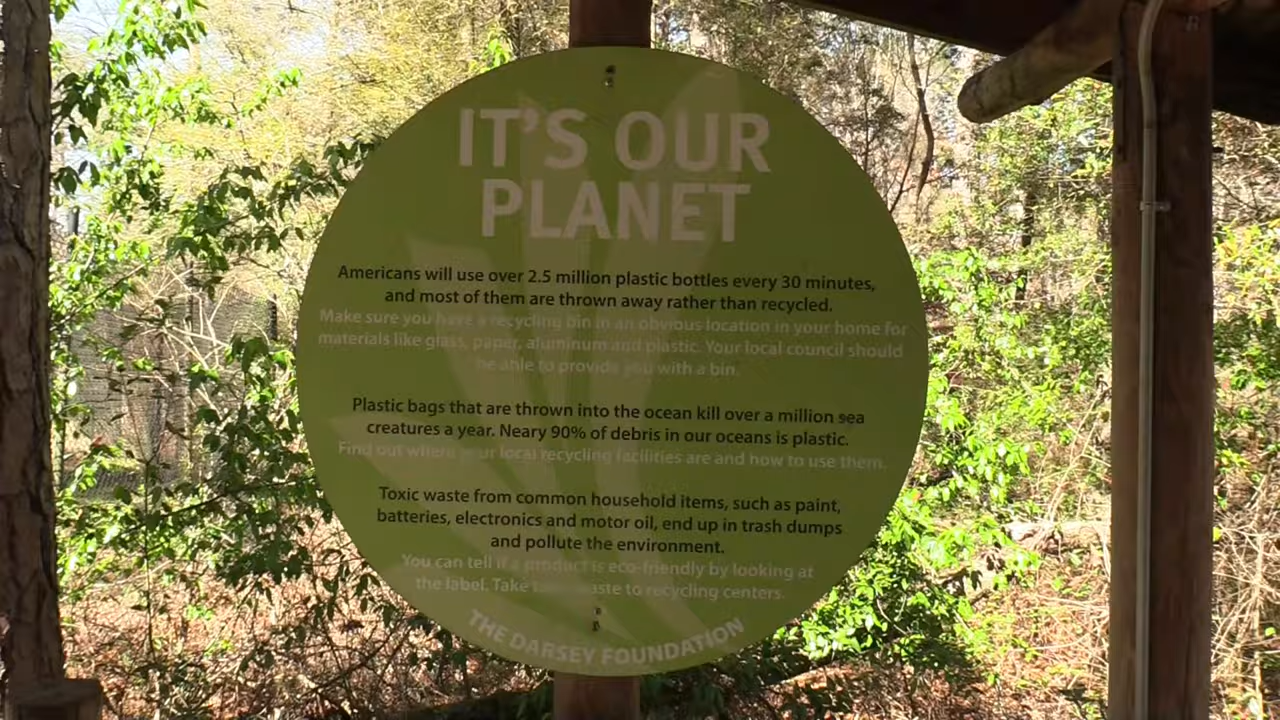 IT'S OUR
PLANET
Americans will use over 2.5 million plastic bottles every 30 minutes,
and most of them are thrown away rather than recycled.
Make sure you have a recycling bin in an obvious location in your home for
materials like glass, paper, aluminum and plastic. Your local council should
be able to provide you with a bin.
Plastic bags that are thrown into the ocean kill over a million sea
creatures a year. Neary 90% of debris in our oceans is plastic.
Find out where your local recycling facilities are and how to use them.
Toxic waste from common household items, such as paint,
batteries, electronics and motor oil, end up in trash dumps
and pollute the environment.
You can tell if a product is eco-friendly by looking at
the label. Take toxic waste to recycling centers.
THE DARSEY FOUNDATION